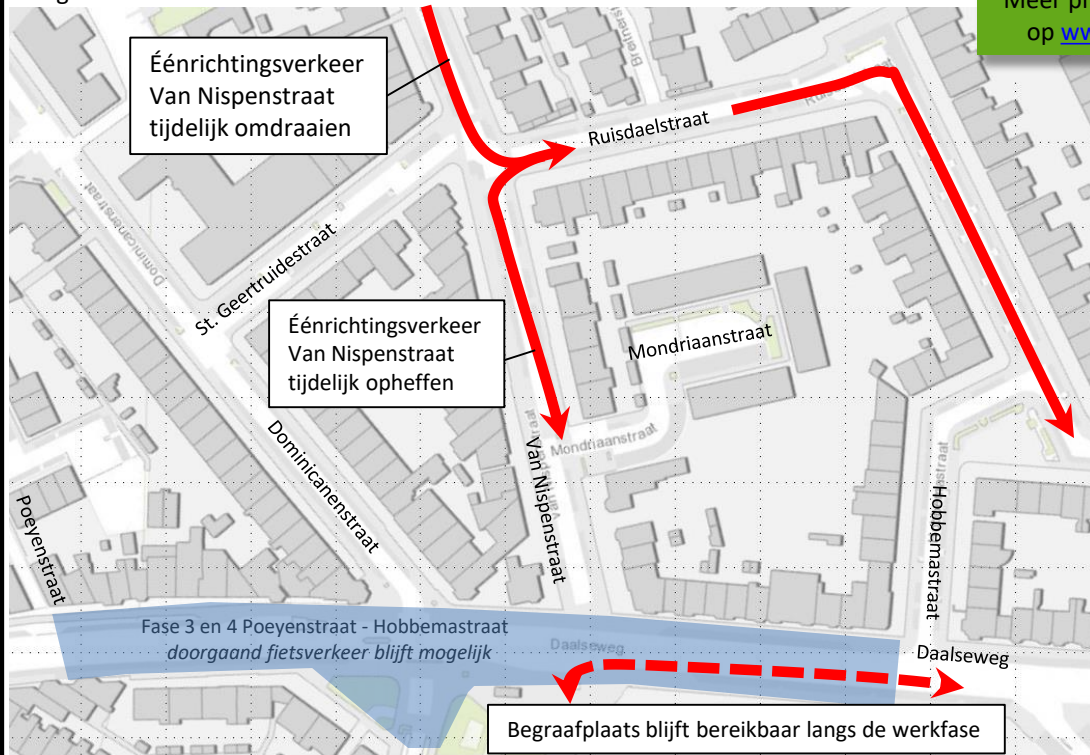 Meer
op
Éénrichtingsverkeer
Van Nispenstraat
tijdelijk omdraaien
Ruisdaelstraat
Dominicanenstraat
St. Geertruidestraat
Éénrichtingsverkeer
Van Nispenstraat
tijdelijk opheffen
Mondriaanstraat
Mondriaanstraat
Dominicanenstraat
Van Nispenstraat
Hobbemastraat
Poeyenstraat
Fase 3 en 4 Poeyenstraat - Hobbemastraat
doorgaand fietsverkeer blijft mogelijk
Daalseweg
Daalseweg
Begraafplaats blijft bereikbaar langs de werkfase